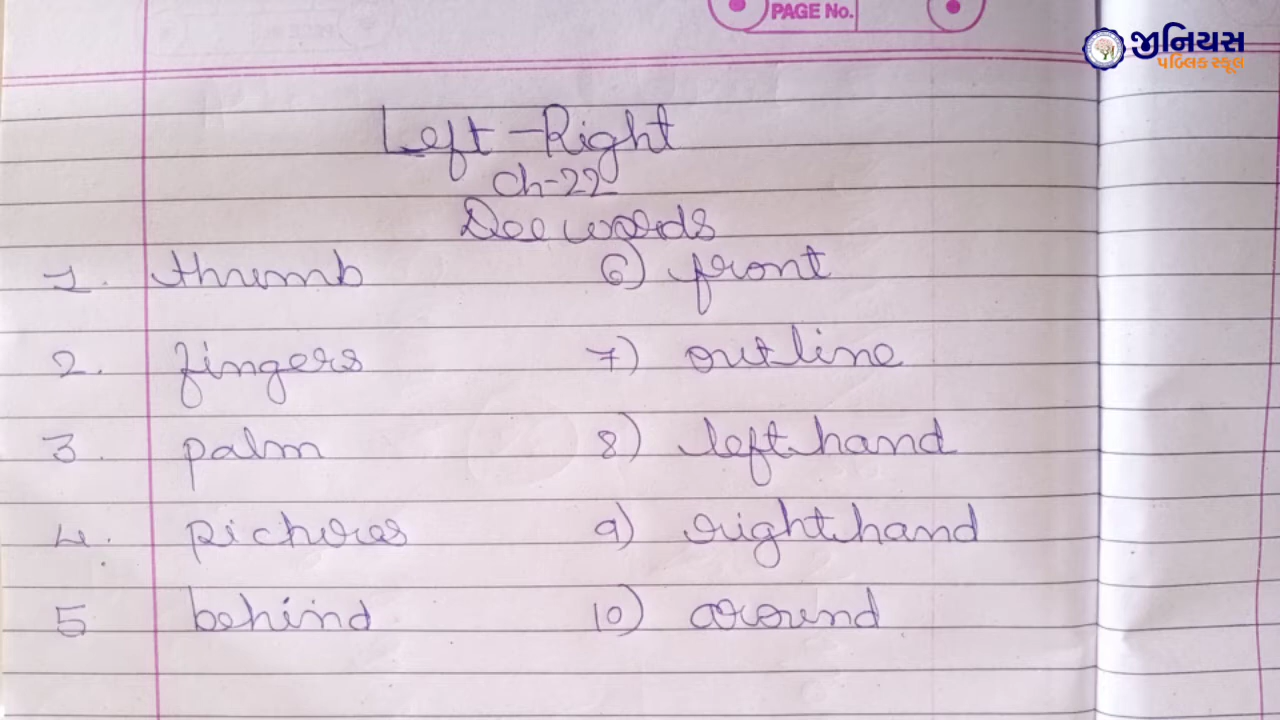 PAGE No.
જીનિયસ
પબ્લિક સ્કૂલ
Left-Right
Ch-22
Dee words
1. thumb
6) front
2. fingers
7) outline
3. palm
8) left hand
4. pichures
9) right hand
5 behind
10) around